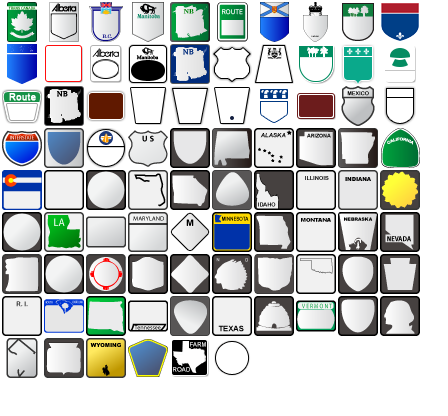 TRANS-CANADA
Alberta
B.C.
Manitoba
NB
ROUTE
Alberta
Manitoba
NB
Route
NB
MEXICO
INTERSTATE
U S
ALASKA
ARIZONA
CALIFORNIA
IDAHO
ILLINOIS
INDIANA
LA
MARYLAND
M
MINNESOTA
MONTANA
NEBRASKA
NEVADA
N
O
R. I.
TENNESSEE
TEXAS
VERMONT
WYOMING
FARM
ROAD